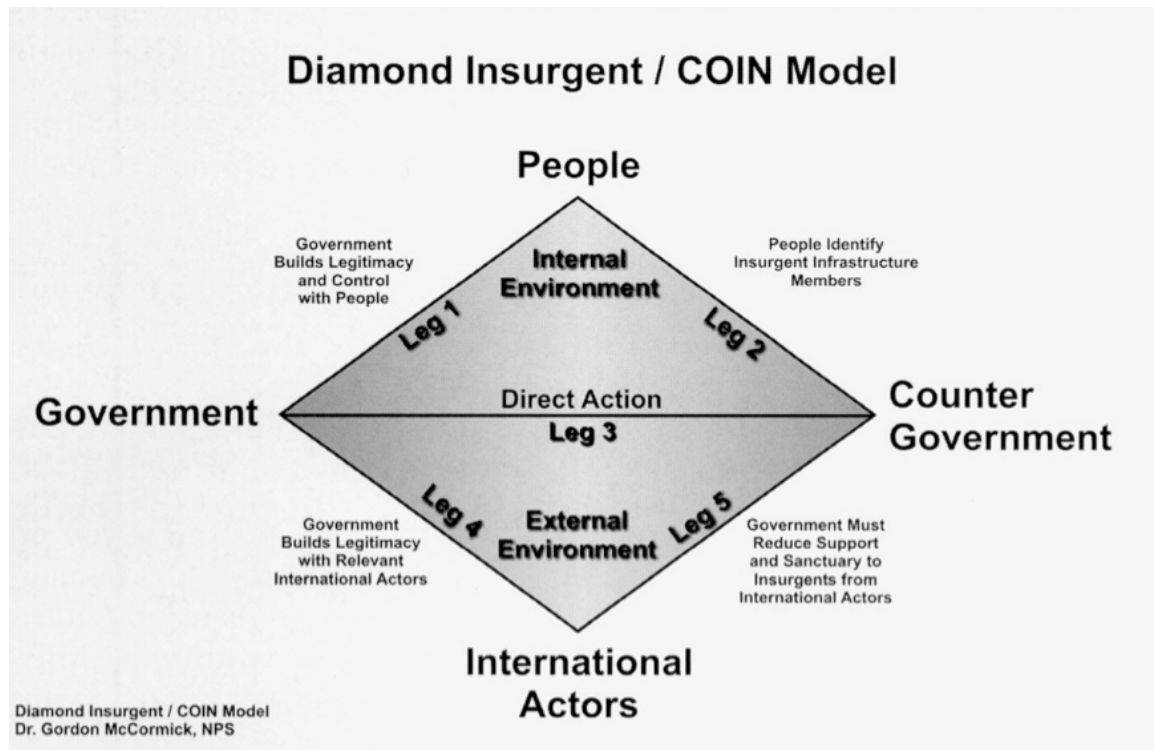 Diamond Insurgent / COIN Model
People
Government
Builds Legitimacy
and Control
with People
Internal
Environment
People Identify
Insurgent Infrastructure
Members
Leg 1
Leg 2
Government
Direct Action
Leg 3
Counter
Government
Leg 4
Leg 5
Government
Builds Legitimacy
with Relevant
International Actors
External
Environment
Government Must
Reduce Support
and Sanctuary to
Insurgents from
International Actors
International
Actors
Diamond Insurgent / COIN Model
Dr. Gordon McCormick, NPS